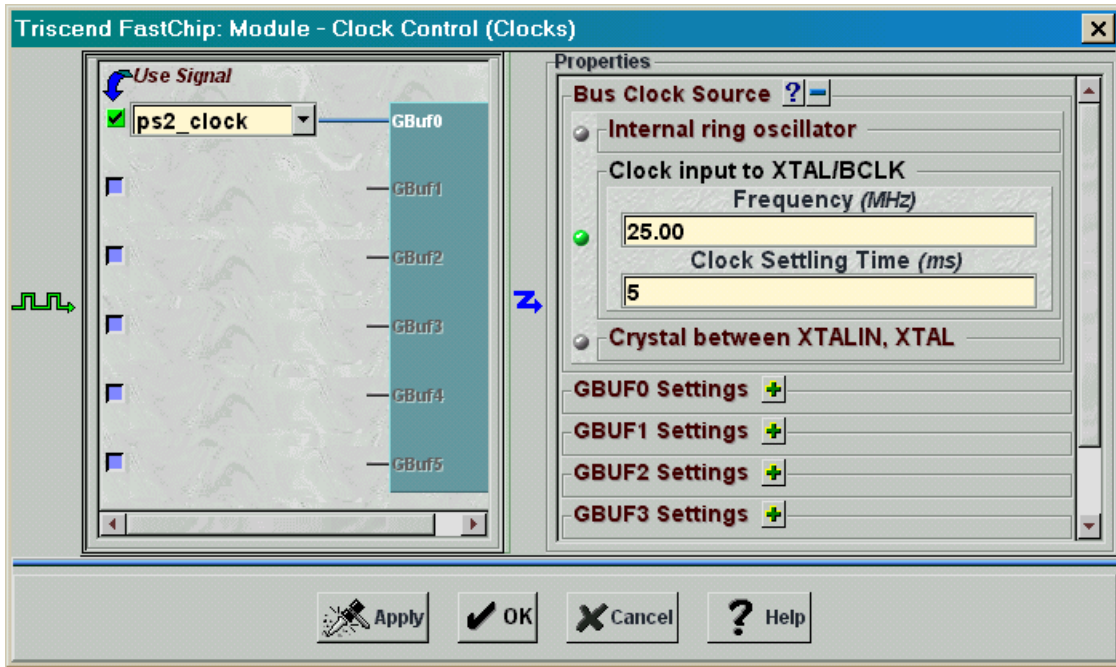 Triscend FastChip: Module - Clock Control (Clocks)
Use Signal
ps2_clock
GBuf0
GBuf1
GBuf2
GBuf3
GBuf4
GBuf5
Properties
Bus Clock Source ?
Internal ring oscillator
Clock input to XTAL/BCLK
Frequency (MHz)
25.00
Clock Settling Time (ms)
5
Crystal between XTALIN, XTAL
GBUF0 Settings
GBUF1 Settings
GBUF2 Settings
GBUF3 Settings
Apply
OK
Cancel
? Help